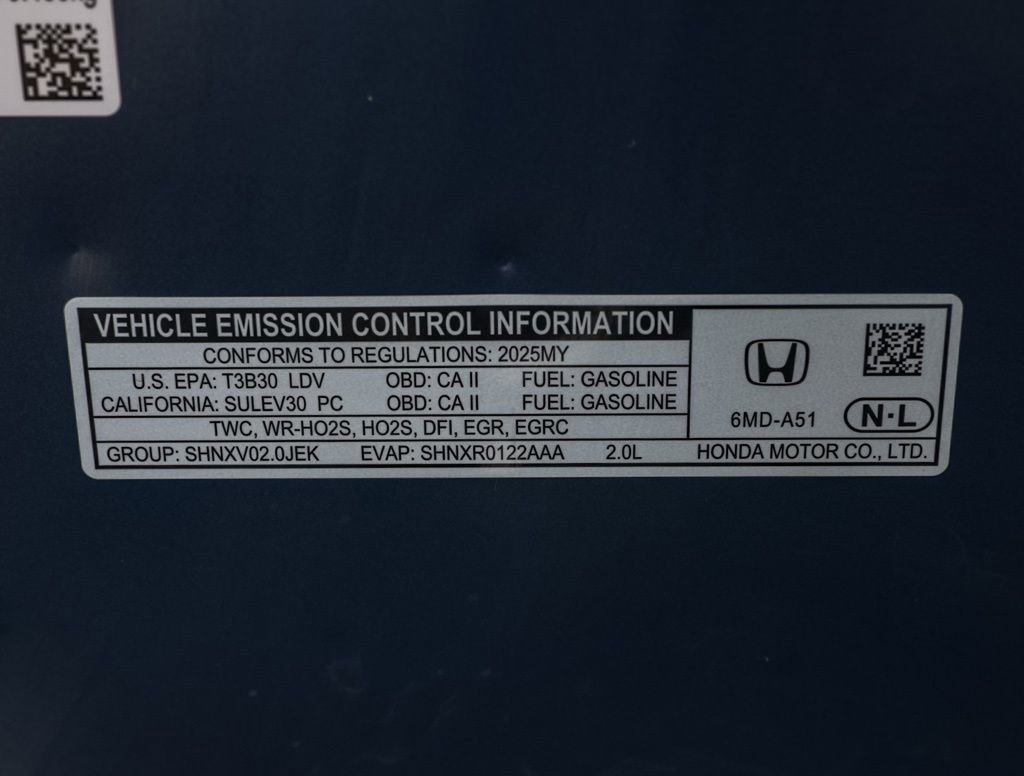 VEHICLE EMISSION CONTROL INFORMATION
CONFORMS TO REGULATIONS: 2025MY
U.S. EPA: T3B30 LDV OBD: CA II FUEL: GASOLINE
CALIFORNIA: SULEV30 PC OBD: CA II FUEL: GASOLINE
TWC, WR-HO2S, HO2S, DFI, EGR, EGRC
6MD-A51 N·L
GROUP: SHNXV02.0JEK EVAP: SHNXR0122AAA 2.0L HONDA MOTOR CO., LTD.